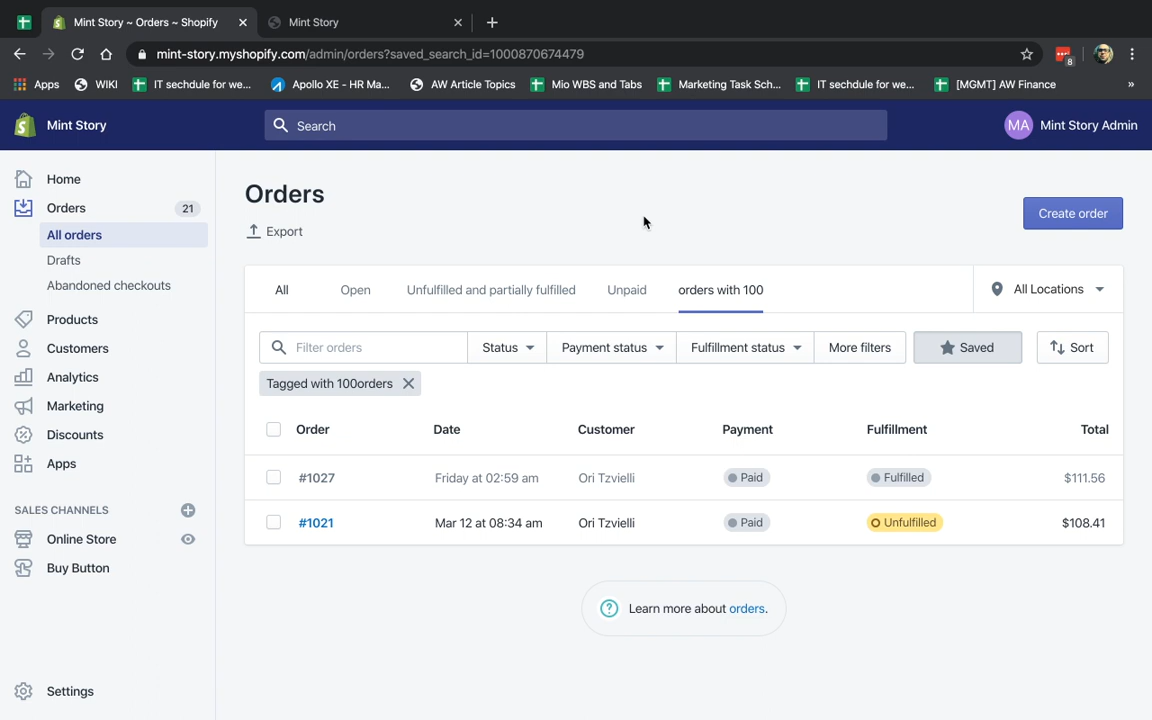 Mint Story ~ Orders ~ Shopify
Mint Story
mint-story.myshopify.com/admin/orders?saved_search_id=1000870674479
8
Apps
WIKI
IT sechdule for we...
Apollo XE - HR Ma...
AW Article Topics
Mio WBS and Tabs
Marketing Task Sch...
IT sechdule for we...
[MGMT] AW Finance
»
Mint Story
Search
MA
Mint Story Admin
Home
Orders
21
All orders
Drafts
Abandoned checkouts
Products
Customers
Analytics
Marketing
Discounts
Apps
SALES CHANNELS
Online Store
Buy Button
Settings
Orders
Export
Create order
All
Open
Unfulfilled and partially fulfilled
Unpaid
orders with 100
All Locations
Filter orders
Status
Payment status
Fulfillment status
More filters
Saved
Sort
Tagged with 100orders
Order Date Customer Payment Fulfillment Total
#1027 Friday at 02:59 am Ori Tzvielli Paid Fulfilled $111.56
#1021 Mar 12 at 08:34 am Ori Tzvielli Paid Unfulfilled $108.41
Learn more about orders.